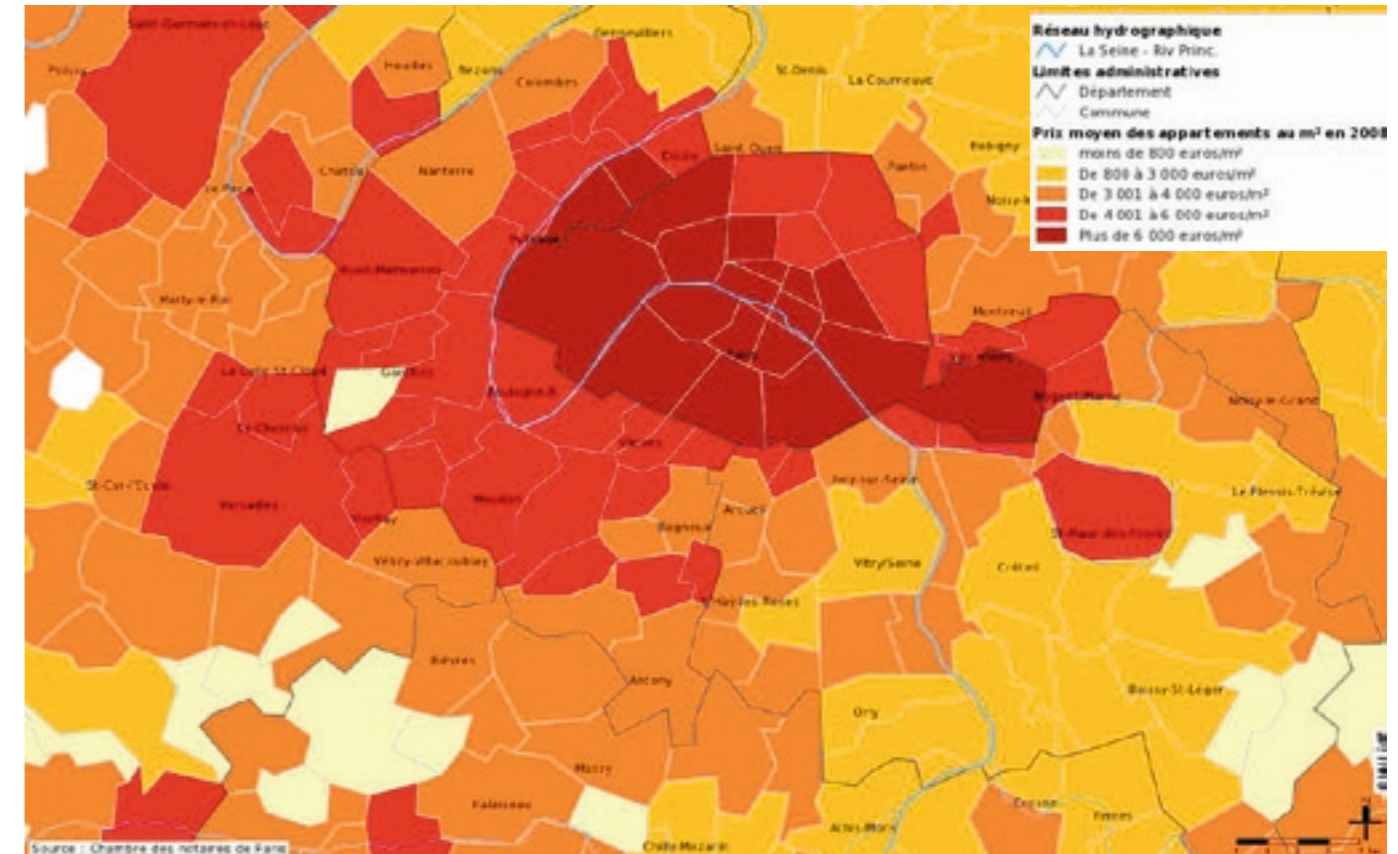 Saint-Germain-en-Laye
Gennevilliers
Poissy
Houilles
Bezons
Colombes
St-Denis
La Courneuve
Réseau hydrographique
La Seine - Riv Princ.
Limites administratives
Département
Commune
Prix moyen des appartements au m² en 2008
moins de 800 euros/m²
De 800 à 3 000 euros/m²
De 3 001 à 4 000 euros/m²
De 4 001 à 6 000 euros/m²
Plus de 6 000 euros/m²
Bobigny
Saint Ouen
Clichy
Pantin
Chatou
Nanterre
Le Pecq
Puteaux
Rueil-Malmaison
Marly-le-Roi
Montreuil
Paris
Vincennes
La Celle St-Cloud
Garches
Boulogne-B
Nogent/Marne
Noisy-le-Grand
Le Chesnay
Vanves
St-Cyr-l'École
Versailles
Viroflay
Meudon
Bagneux
Arcueil
Ivry-sur-Seine
Le Plessis-Trévise
St-Maur-des-Fossés
Vélizy-Villacoublay
Vitry/Seine
Créteil
L'Haÿ-les-Roses
Bièvres
Antony
Boissy-St-Léger
Orly
Massy
Palaiseau
Crosne
Yerres
Athis-Mons
Chilly-Mazarin
Source : Chambre des notaires de Paris
N